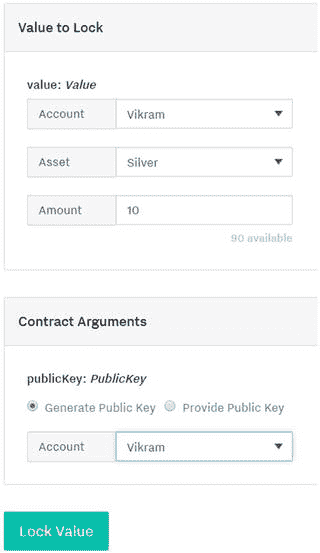 Value to Lock
value: Value
Account Vikram
Asset Silver
Amount 10
90 available
Contract Arguments
publicKey: PublicKey
Generate Public Key Provide Public Key
Account Vikram
Lock Value